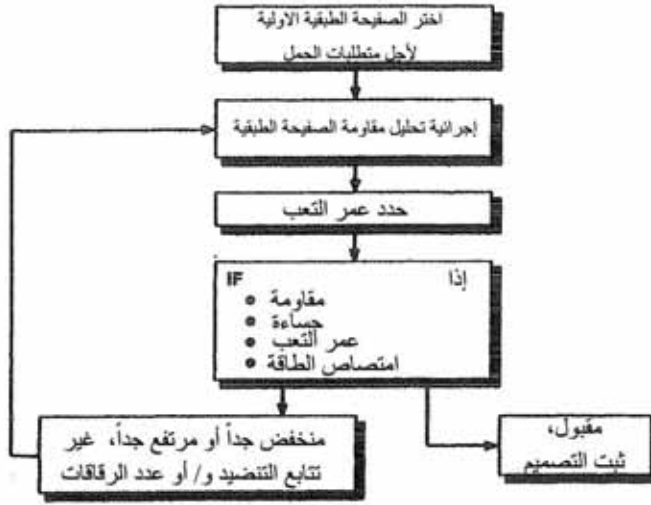 اختر الصفيحة الطبقية الاولية
لأجل متطلبات الحمل
إجرائية تحليل مقاومة الصفيحة الطبقية
حدد عمر التعب
إذا IF
• مقاومة
• جساءة
• عمر التعب
• امتصاص الطاقة
منخفض جداً أو مرتفع جداً، غير
تتابع التنضيد و/ أو عدد الرقاقات
مقبول،
ثبت التصميم